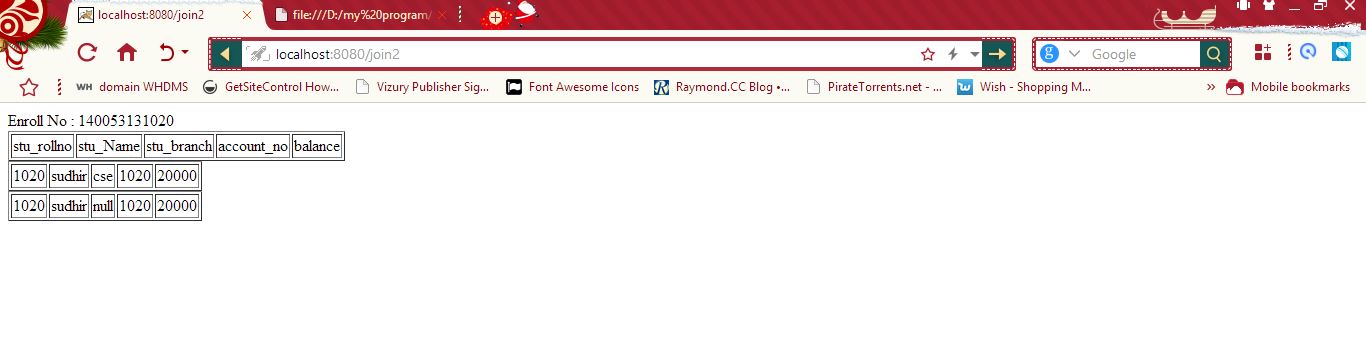 localhost:8080/join2 file:///D:/my%20program/
localhost:8080/join2 g Google
WH domain WHDMS GetSiteControl How... Vizury Publisher Sig... Font Awesome Icons R Raymond.CC Blog •... PirateTorrents.net - ... w Wish - Shopping M... » Mobile bookmarks
Enroll No : 140053131020
stu_rollno stu_Name stu_branch account_no balance
1020 sudhir cse 1020 20000
1020 sudhir null 1020 20000